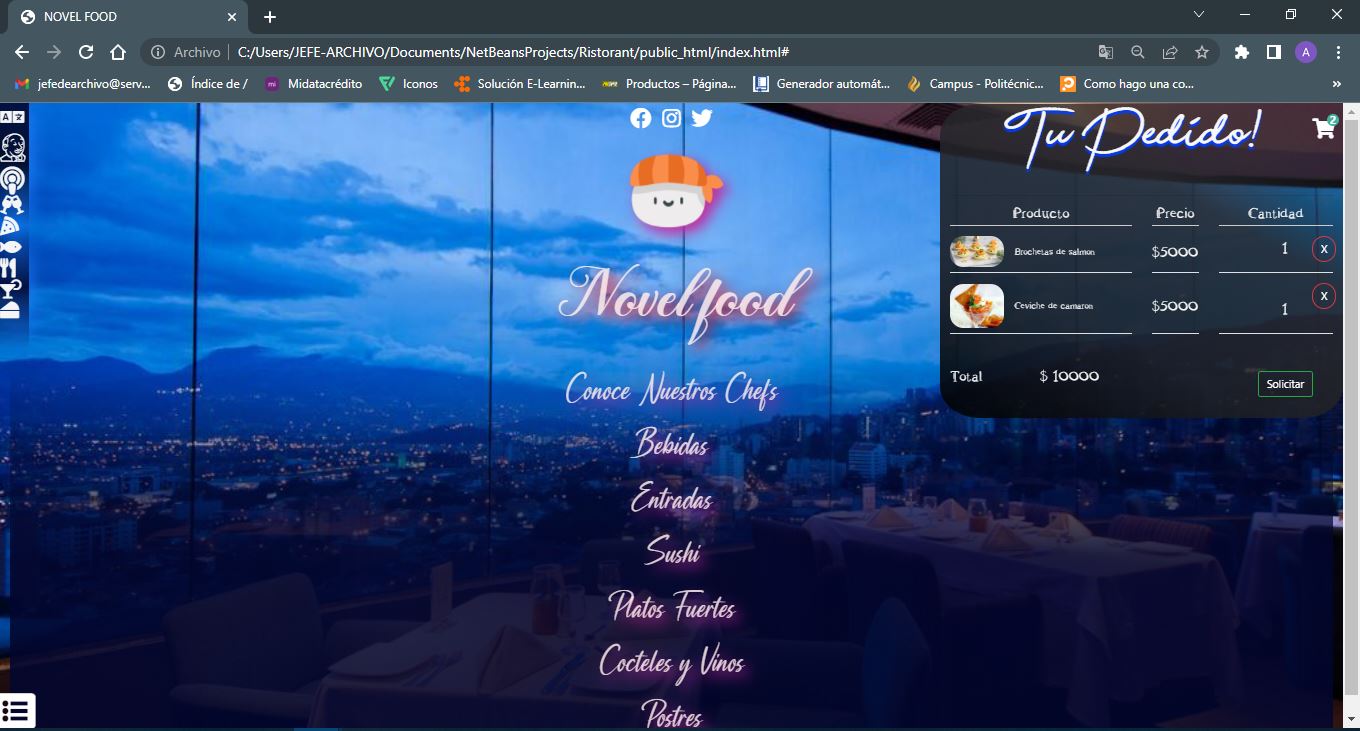 NOVEL FOOD
Archivo
C:/Users/JEFE-ARCHIVO/Documents/NetBeansProjects/Ristorant/public_html/index.html#
A
jefedearchivo@serv...
Índice de /
mi
Midatacrédito
Iconos
Solución E-Learnin...
Productos – Página...
Generador automát...
Campus - Politécnic...
Como hago una co...
»
Tu Pedido!
2
Producto Precio Cantidad
Brochetas de salmon $5000 1 X
Ceviche de camaron $5000 1 X
Total $ 10000
Solicitar
Novelfood
Conoce Nuestros Chefs
Bebidas
Entradas
Sushi
Platos Fuertes
Cocteles y Vinos
Postres